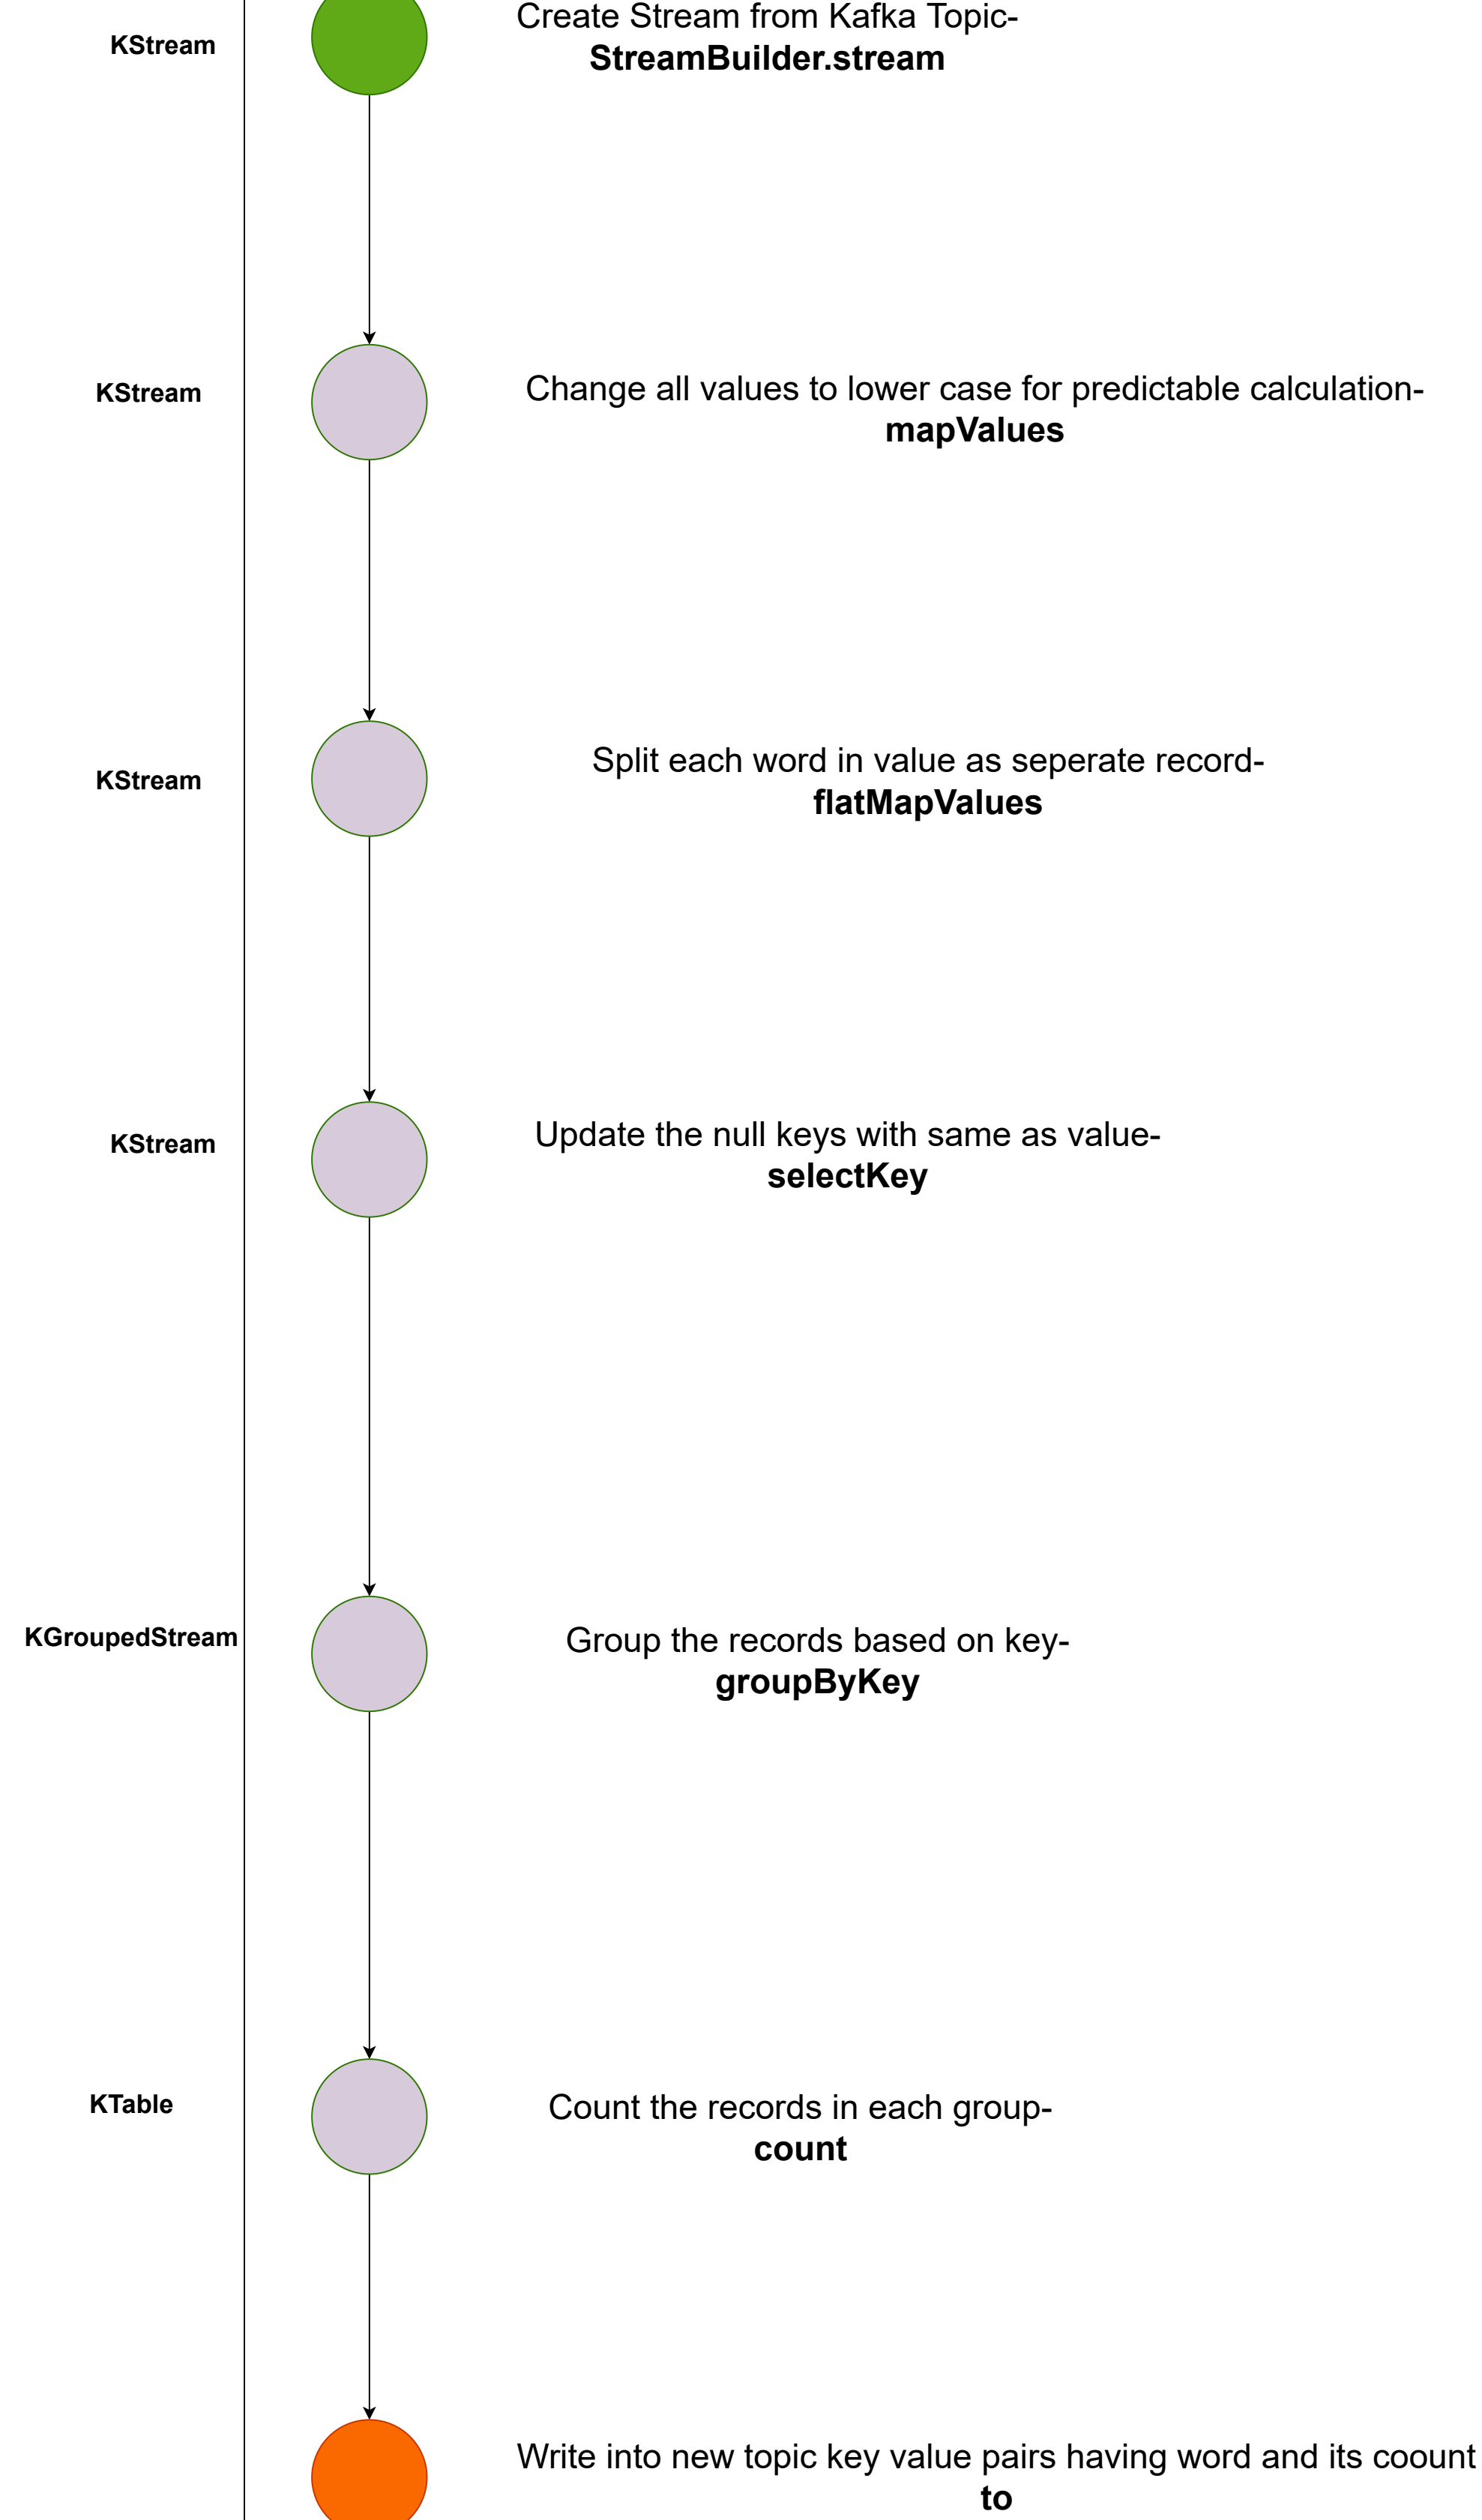 Create Stream from Kafka Topic-
KStream
StreamBuilder.stream
KStream
Change all values to lower case for predictable calculation-
mapValues
KStream
Split each word in value as seperate record-
flatMapValues
KStream
Update the null keys with same as value-
selectKey
KGroupedStream
Group the records based on key-
groupByKey
KTable
Count the records in each group-
count
Write into new topic key value pairs having word and its coount
to